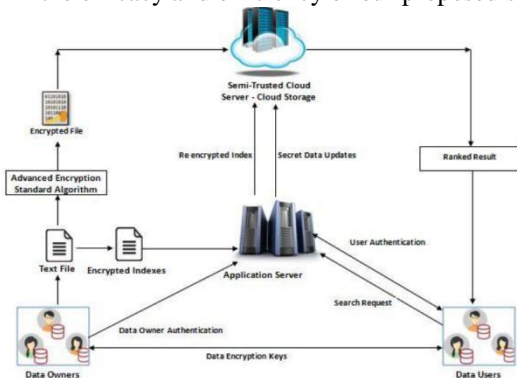 Semi-Trusted Cloud
Server - Cloud Storage
Encrypted File
Re encrypted Index
Secret Data Updates
Ranked Result
Advanced Encryption
Standard Algorithm
User Authentication
Text File
Encrypted Indexes
Application Server
Search Request
Data Owner Authentication
Data Encryption Keys
Data Owners
Data Users